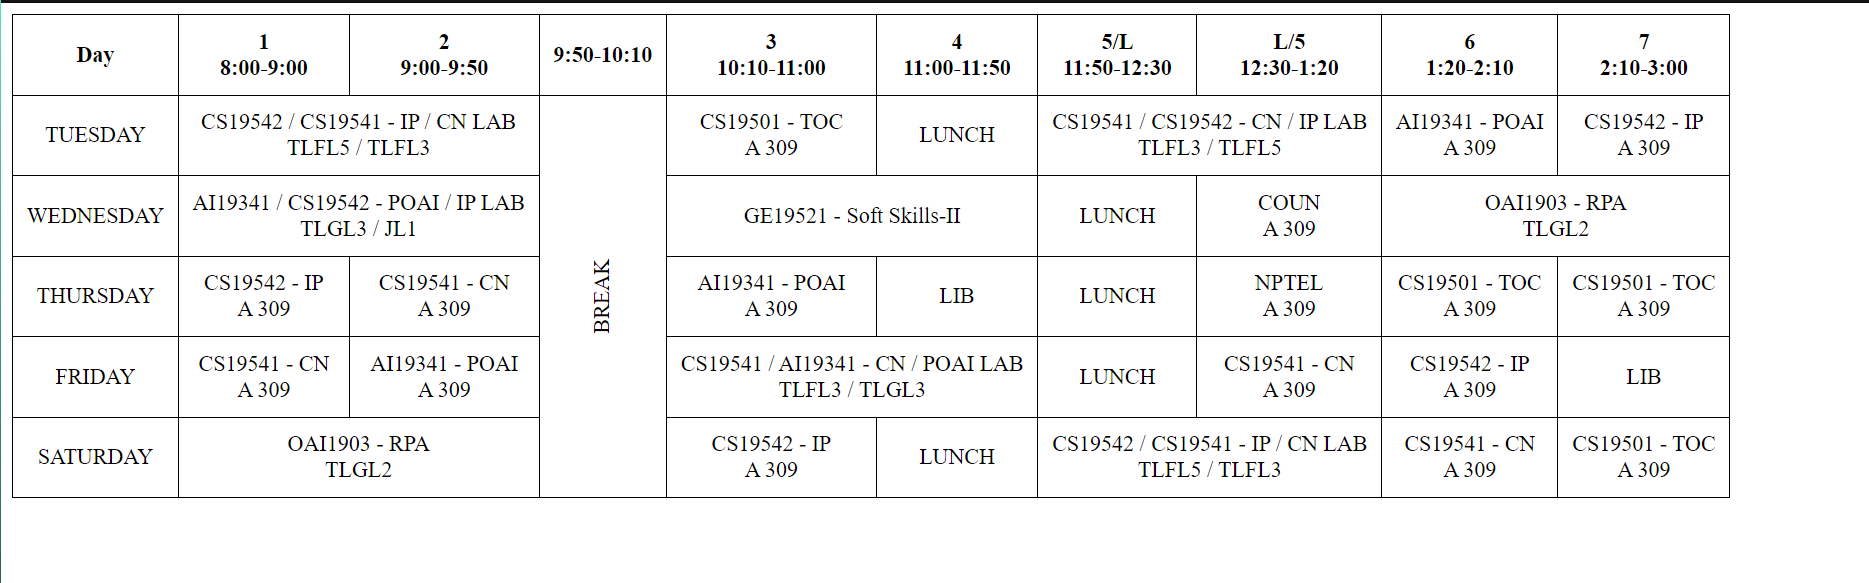 Day
1
8:00-9:00
2
9:00-9:50
9:50-10:10
3
10:10-11:00
4
11:00-11:50
5/L
11:50-12:30
L/5
12:30-1:20
6
1:20-2:10
7
2:10-3:00
TUESDAY
CS19542 / CS19541 - IP / CN LAB
TLFL5 / TLFL3
BREAK
CS19501 - TOC
A 309
LUNCH
CS19541 / CS19542 - CN / IP LAB
TLFL3 / TLFL5
AI19341 - POAI
A 309
CS19542 - IP
A 309
WEDNESDAY
AI19341 / CS19542 - POAI / IP LAB
TLGL3 / JL1
GE19521 - Soft Skills-II
LUNCH
COUN
A 309
OAI1903 - RPA
TLGL2
THURSDAY
CS19542 - IP
A 309
CS19541 - CN
A 309
AI19341 - POAI
A 309
LIB
LUNCH
NPTEL
A 309
CS19501 - TOC
A 309
CS19501 - TOC
A 309
FRIDAY
CS19541 - CN
A 309
AI19341 - POAI
A 309
CS19541 / AI19341 - CN / POAI LAB
TLFL3 / TLGL3
LUNCH
CS19541 - CN
A 309
CS19542 - IP
A 309
LIB
SATURDAY
OAI1903 - RPA
TLGL2
CS19542 - IP
A 309
LUNCH
CS19542 / CS19541 - IP / CN LAB
TLFL5 / TLFL3
CS19541 - CN
A 309
CS19501 - TOC
A 309